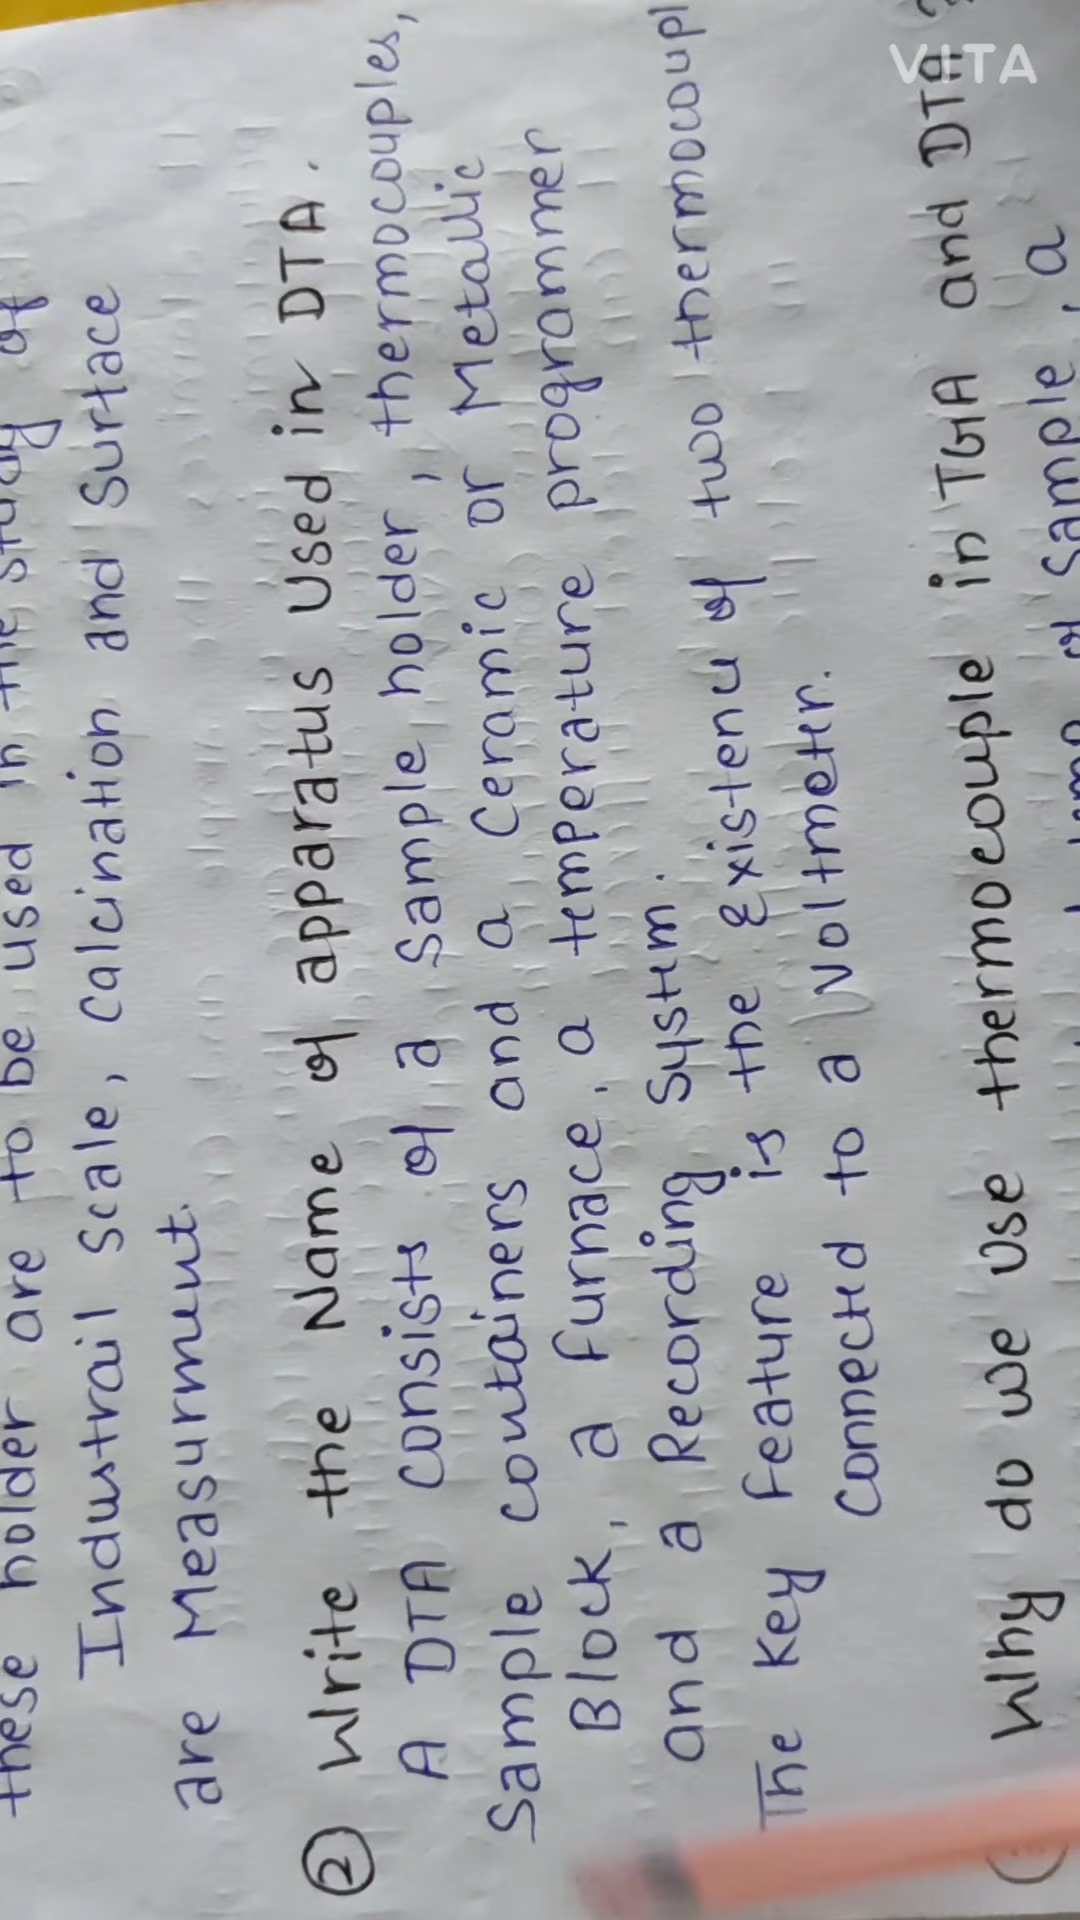 these holder are to be used in the study of
Industrail scale, calcination and Surface
are Measurment.
② Write the Name of apparatus used in DTA.
A DTA consists of a sample holder, thermocouples,
Sample containers and a Ceramic or Metallic
Block, a furnace, a temperature programmer
and a Recording System.
The key feature is the Existence of two thermocoupl
connected to a Voltmeter.
Why do we use thermocouple in TGA and DTA ?
of sample, a
VITA